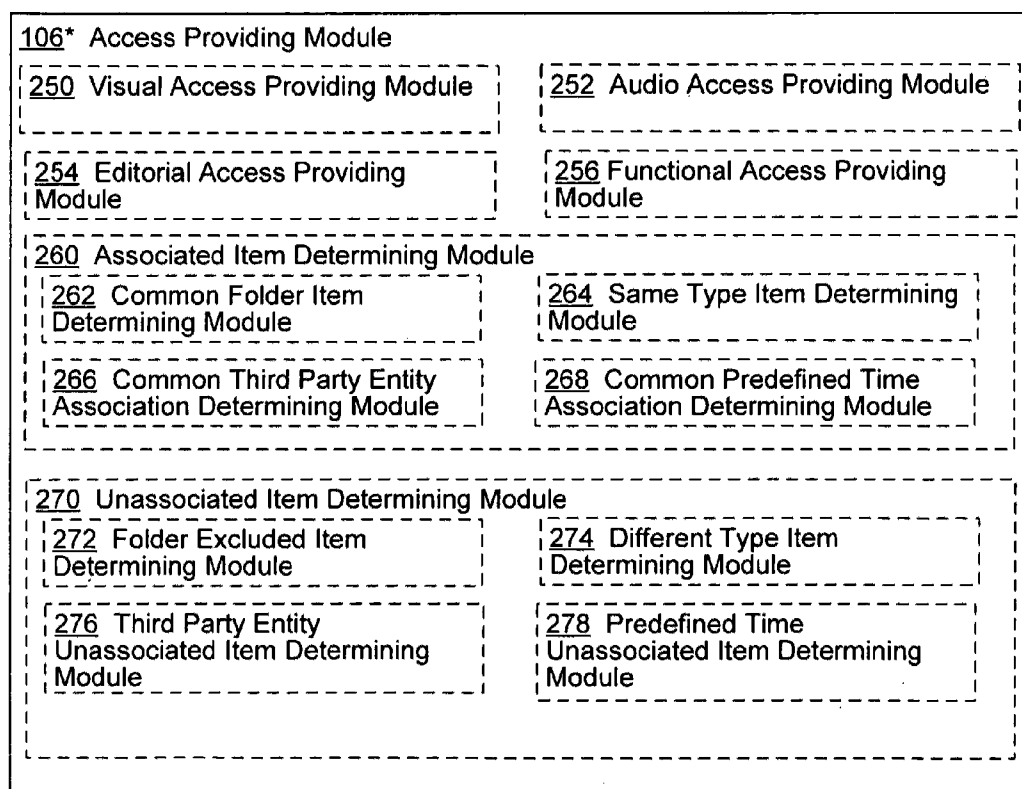 106* Access Providing Module
250 Visual Access Providing Module
252 Audio Access Providing Module
254 Editorial Access Providing
Module
256 Functional Access Providing
Module
260 Associated Item Determining Module
262 Common Folder Item
Determining Module
264 Same Type Item Determining
Module
266 Common Third Party Entity
Association Determining Module
268 Common Predefined Time
Association Determining Module
270 Unassociated Item Determining Module
272 Folder Excluded Item
Determining Module
274 Different Type Item
Determining Module
276 Third Party Entity
Unassociated Item Determining
Module
278 Predefined Time
Unassociated Item Determining
Module